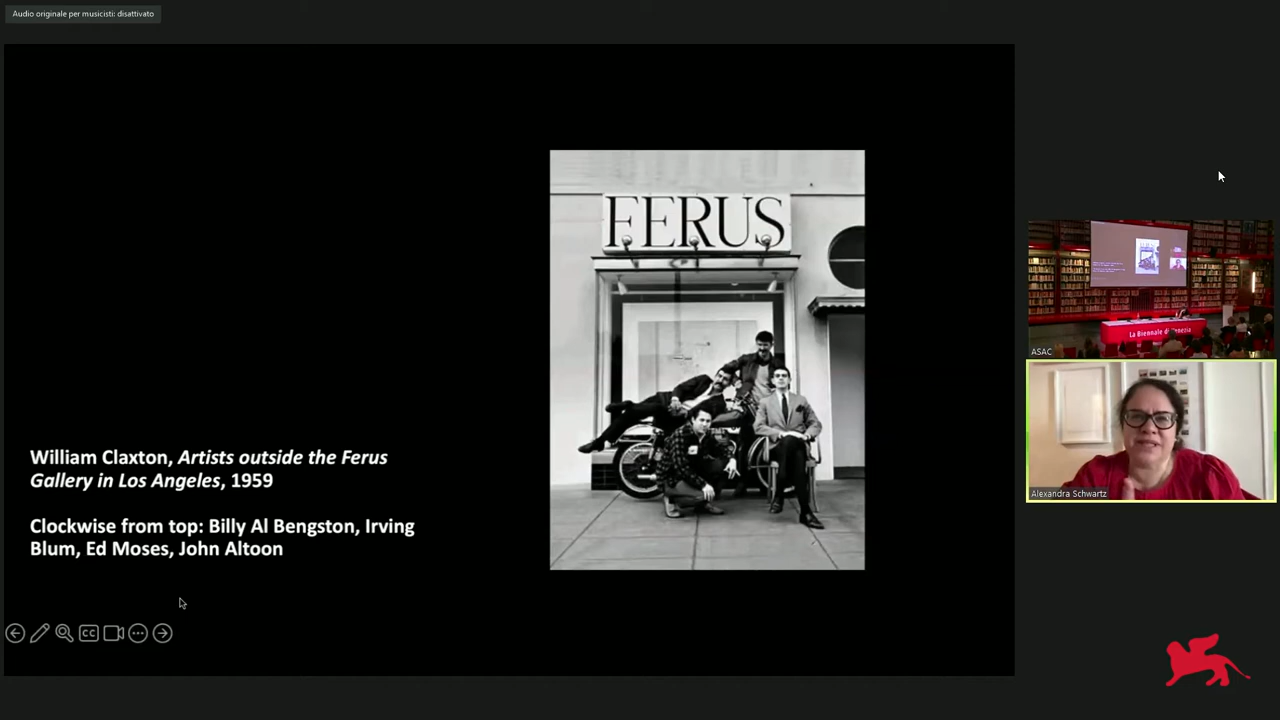 Audio originale per musicisti: disattivato
FERUS
William Claxton, Artists outside the Ferus
Gallery in Los Angeles, 1959
Clockwise from top: Billy Al Bengston, Irving
Blum, Ed Moses, John Altoon
CC
La Biennale di Venezia
ASAC
Alexandra Schwartz